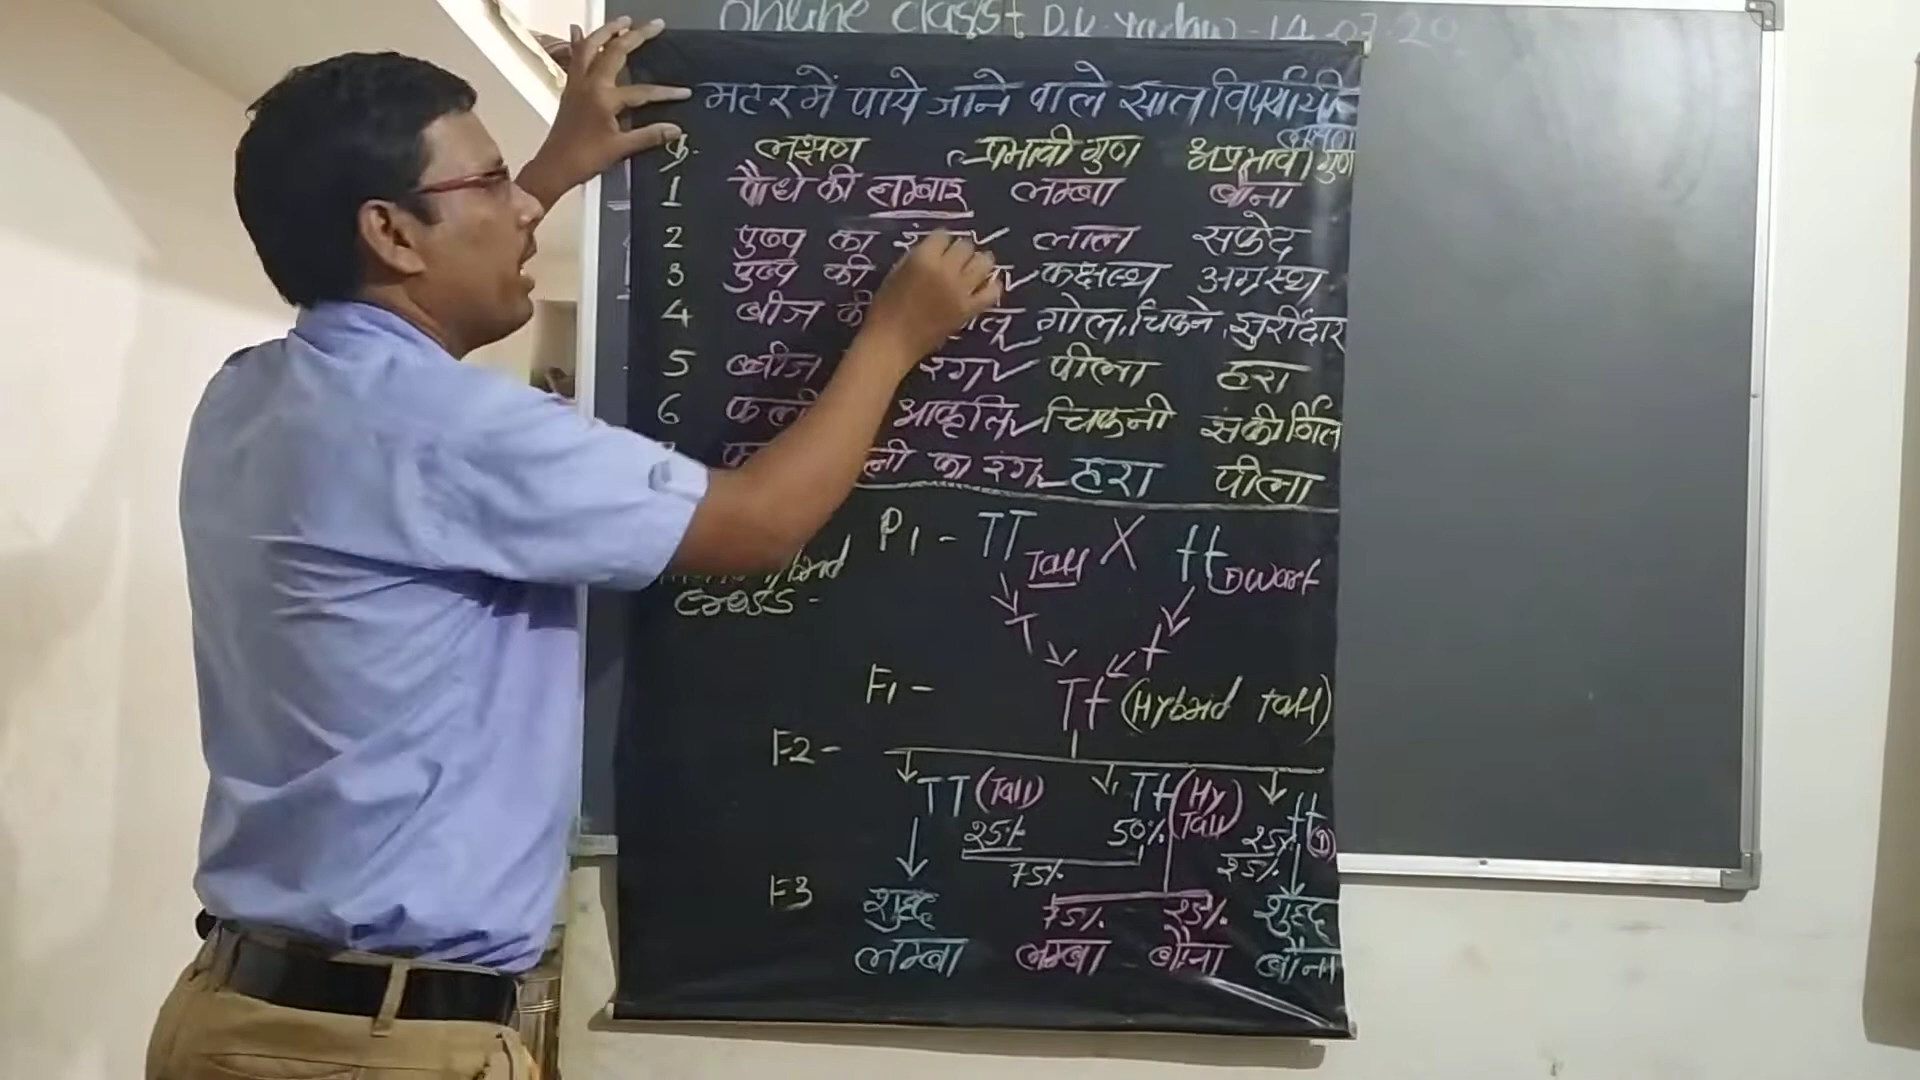 Online class:- D.K. Yadav - 14-07-20
मटर में पाये जाने वाले सात विपर्यायी
लक्षण
क्र. लक्षण प्रभावी गुण अप्रभावी गुण
1 पौधे की लम्बाई लम्बा बौना
2 पुष्प का लाल सफेद
3 पुष्प की कक्षस्थ अग्रस्थ
4 बीज की गोल, चिकने, झुर्रीदार
5 बीज रंग पीला हरा
6 आकृति चिकनी संकीर्णित
का रंग हरा पीला
P1 - TT Tall X tt Dwarf
cross -
F1 - Tt (Hybrid Tall)
F2 -
TT (Tall) Tt (Hy Tall) tt (D)
25% 50% 25%
75% 25%
F3
शुद्ध 75% 25% शुद्ध
लम्बा लम्बा बौना बौना